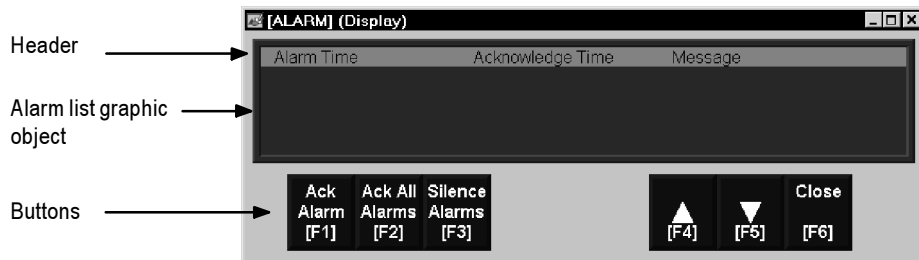 [ALARM] (Display)
Header
Alarm Time Acknowledge Time Message
Alarm list graphic
object
Buttons
Ack
Alarm
[F1]
Ack All
Alarms
[F2]
Silence
Alarms
[F3]
[F4]
[F5]
Close
[F6]